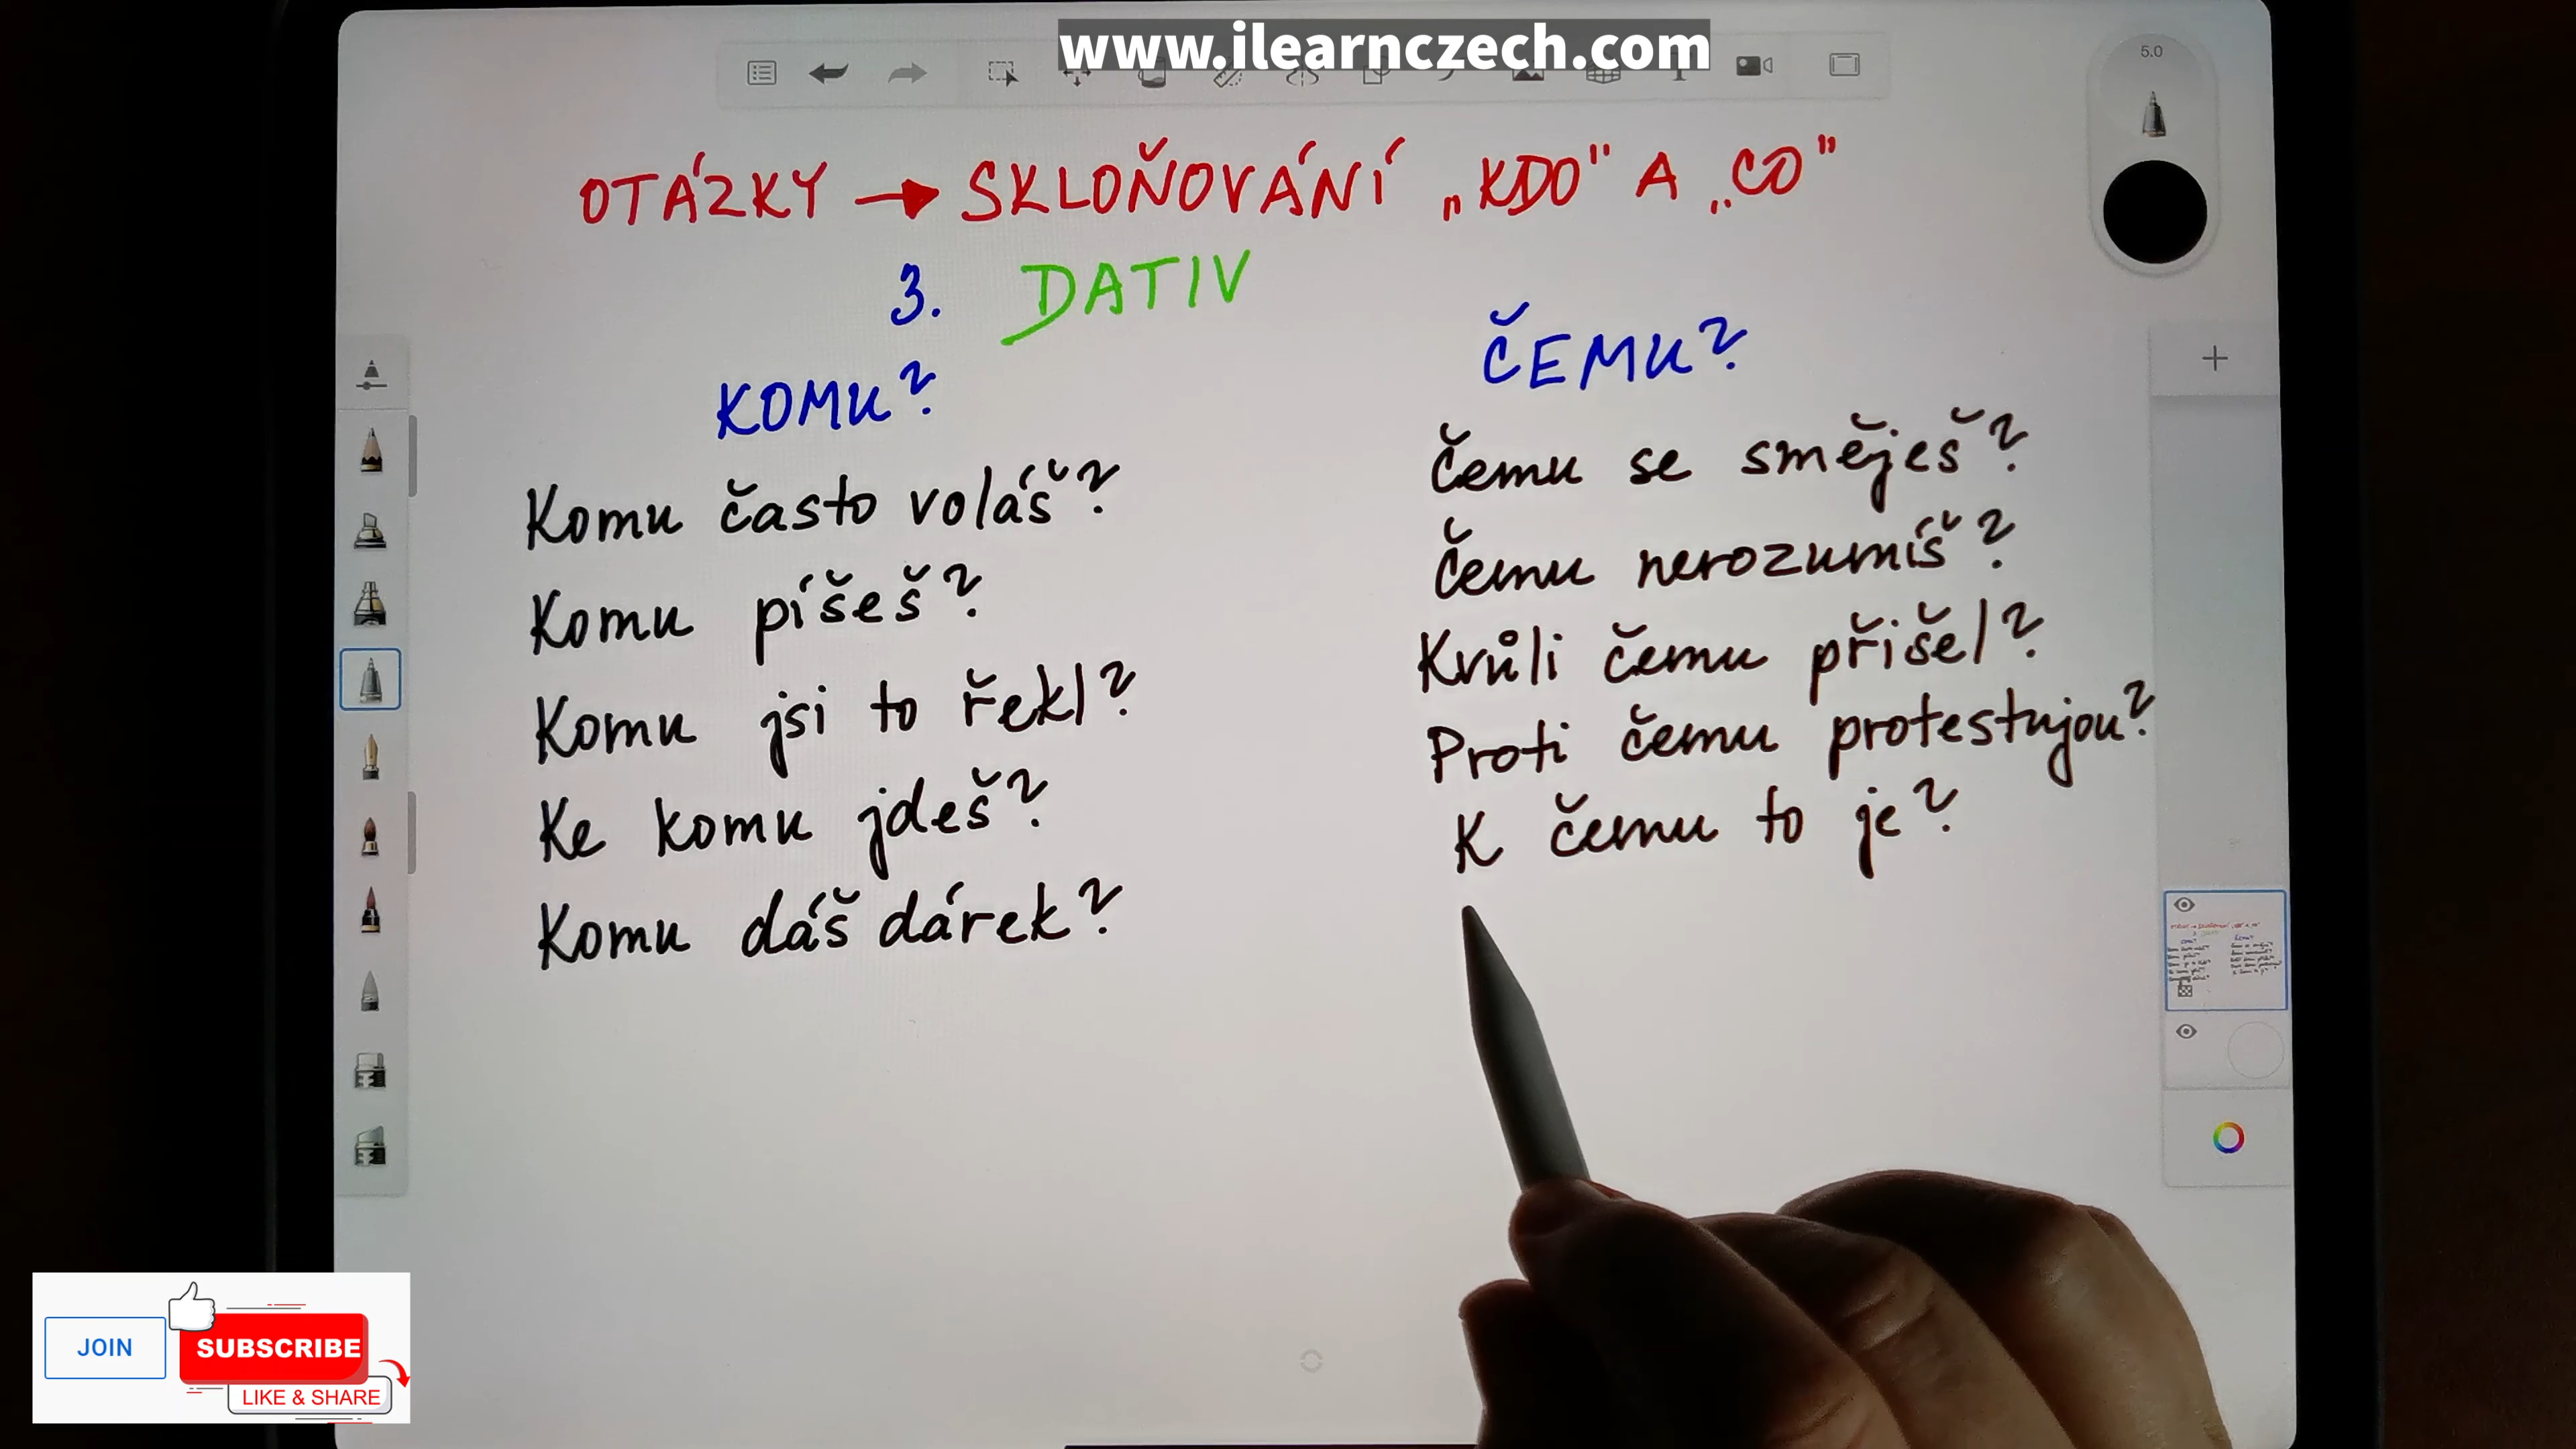 www.ilearnczech.com
5.0
OTÁZKY → SKLOŇOVÁNÍ „KDO" A „CO"
3. DATIV
KOMU?
Komu často voláš?
Komu píšeš?
Komu jsi to řekl?
Ke komu jdeš?
Komu dáš dárek?
ČEMU?
Čemu se směješ?
Čemu nerozumíš?
Kvůli čemu přišel?
Proti čemu protestujou?
K čemu to je?
JOIN
SUBSCRIBE
LIKE & SHARE